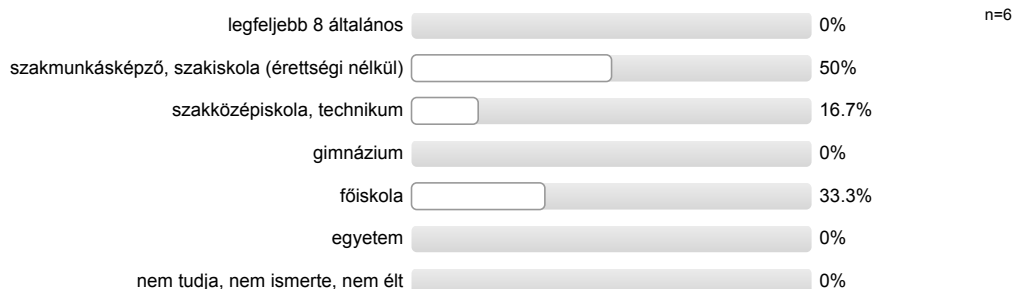 n=6
legfeljebb 8 általános 0%
szakmunkásképző, szakiskola (érettségi nélkül) 50%
szakközépiskola, technikum 16.7%
gimnázium 0%
főiskola 33.3%
egyetem 0%
nem tudja, nem ismerte, nem élt 0%